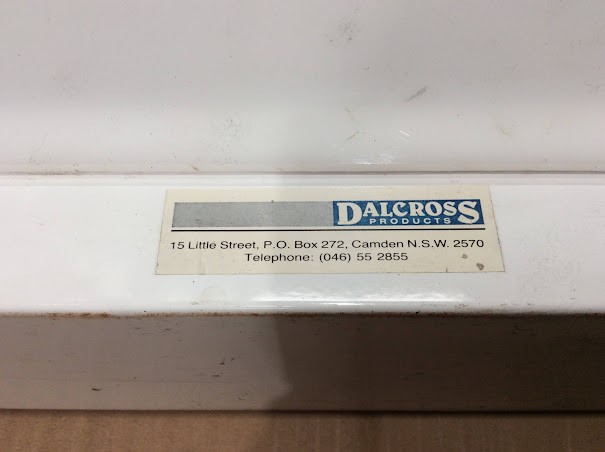 DALCROSS
PRODUCTS
15 Little Street, P.O. Box 272, Camden N.S.W. 2570
Telephone: (046) 55 2855